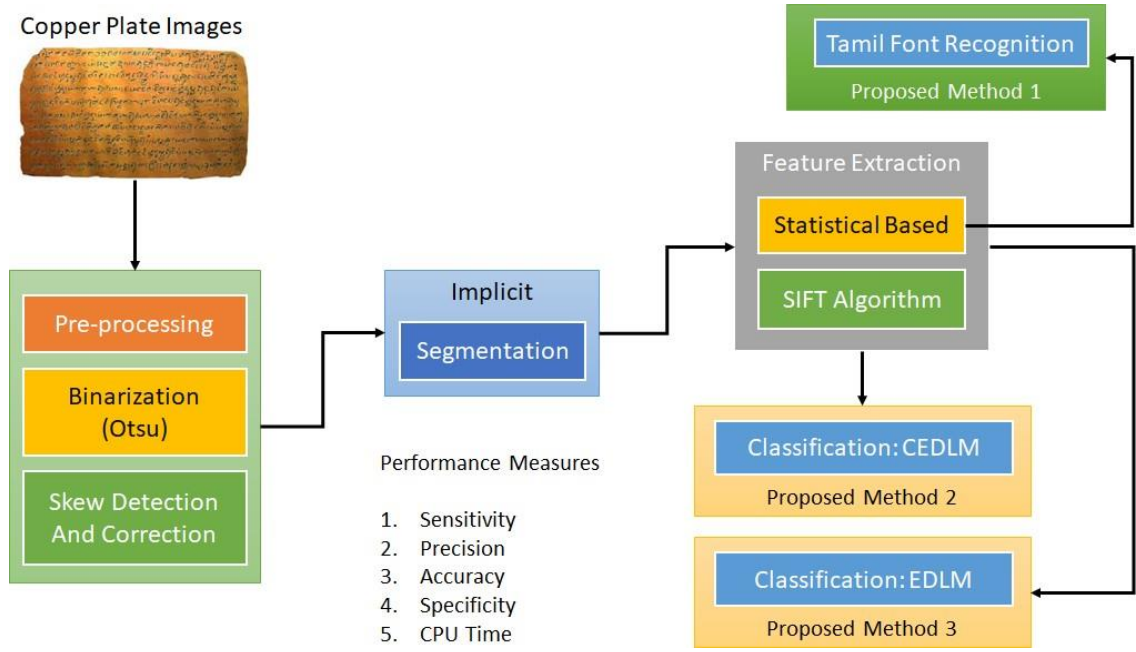 Copper Plate Images
Pre-processing
Binarization
(Otsu)
Skew Detection
And Correction
Implicit
Segmentation
Performance Measures
1. Sensitivity
2. Precision
3. Accuracy
4. Specificity
5. CPU Time
Feature Extraction
Statistical Based
SIFT Algorithm
Tamil Font Recognition
Proposed Method 1
Classification: CEDLM
Proposed Method 2
Classification: EDLM
Proposed Method 3